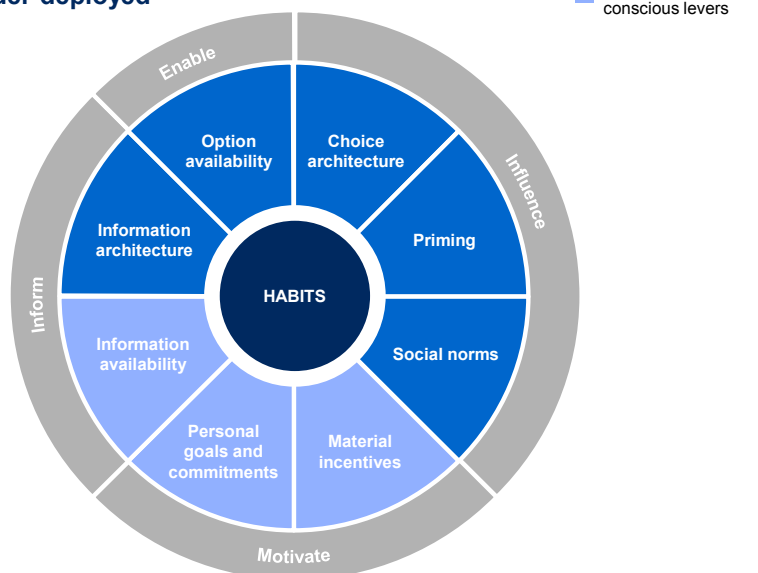 deployed
conscious levers
Enable
Influence
Inform
Motivate
Option
availability
Choice
architecture
Information
architecture
Priming
HABITS
Information
availability
Social norms
Personal
goals and
commitments
Material
incentives